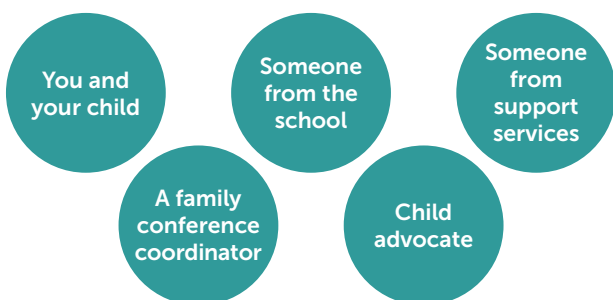 You and
your child
Someone
from the
school
Someone
from
support
services
A family
conference
coordinator
Child
advocate